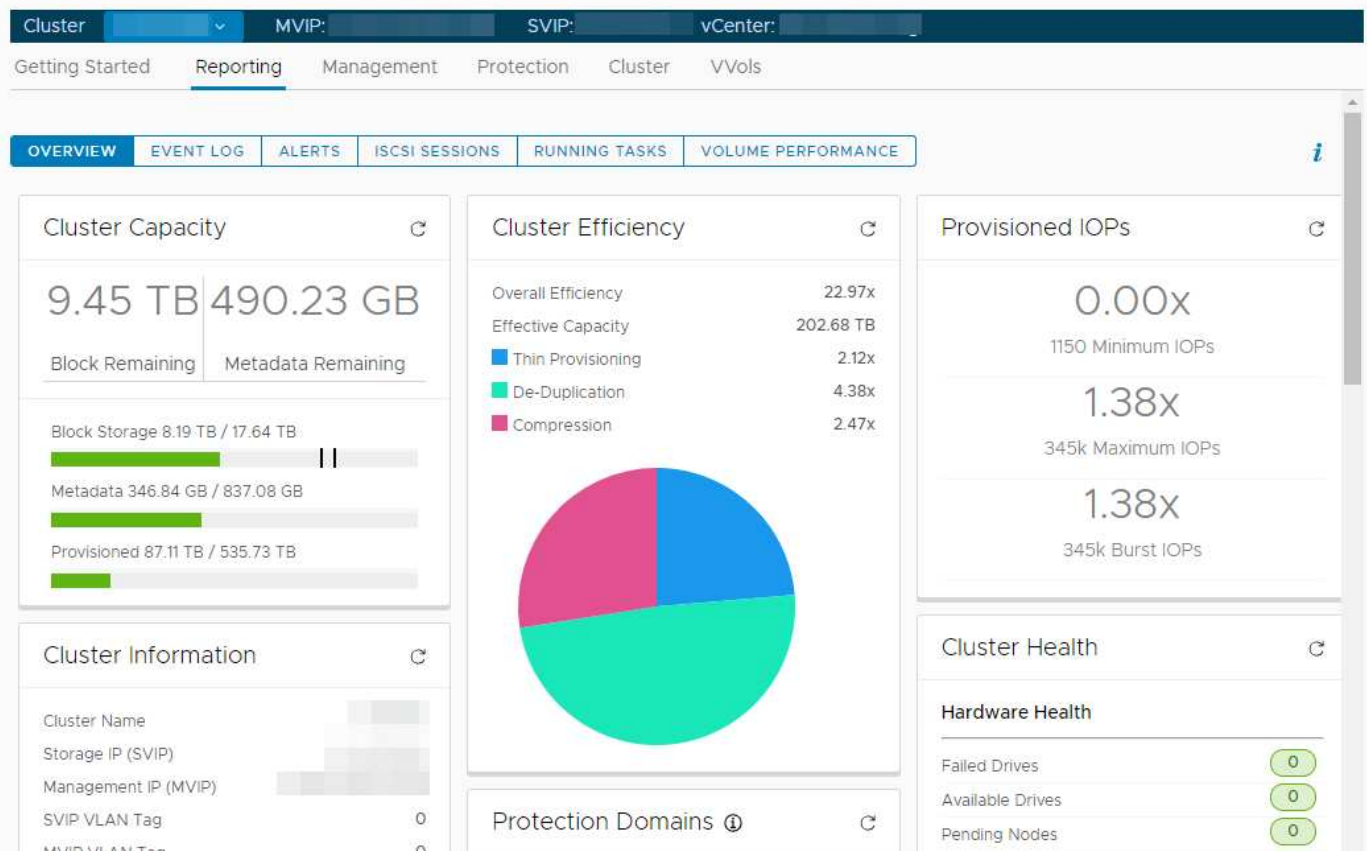 Cluster MVIP: SVIP: vCenter:
Getting Started Reporting Management Protection Cluster VVols
OVERVIEW EVENT LOG ALERTS ISCSI SESSIONS RUNNING TASKS VOLUME PERFORMANCE i
Cluster Capacity
9.45 TB 490.23 GB
Block Remaining Metadata Remaining
Block Storage 8.19 TB / 17.64 TB
Metadata 346.84 GB / 837.08 GB
Provisioned 87.11 TB / 535.73 TB
Cluster Efficiency
Overall Efficiency 22.97x
Effective Capacity 202.68 TB
Thin Provisioning 2.12x
De-Duplication 4.38x
Compression 2.47x
Provisioned IOPs
0.00x
1150 Minimum IOPs
1.38x
345k Maximum IOPs
1.38x
345k Burst IOPs
Cluster Information
Cluster Name
Storage IP (SVIP)
Management IP (MVIP)
SVIP VLAN Tag 0
MVIP VLAN Tag 0
Protection Domains
Cluster Health
Hardware Health
Failed Drives 0
Available Drives 0
Pending Nodes 0